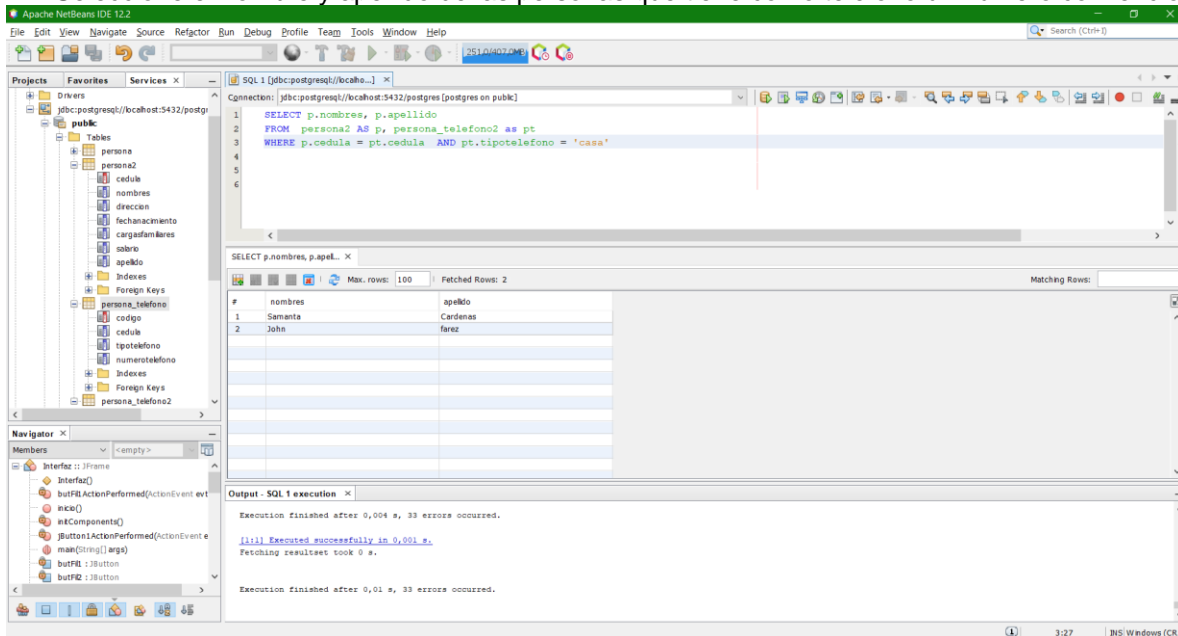 Apache NetBeans IDE 12.2
File Edit View Navigate Source Refactor Run Debug Profile Team Tools Window Help
Search (Ctrl+I)
251,0/407,0MB
Projects Favorites Services
SQL 1 [jdbc:postgresql://localho...]
Drivers
jdbc:postgresql://localhost:5432/postgr
public
Tables
persona
persona2
cedula
nombres
direccion
fechanacimiento
cargasfamiliares
salario
apellido
Indexes
Foreign Keys
persona_telefono
codigo
cedula
tipotelefono
numerotelefono
Indexes
Foreign Keys
persona_telefono2
Connection: jdbc:postgresql://localhost:5432/postgres [postgres on public]
1 SELECT p.nombres, p.apellido
2 FROM persona2 AS p, persona_telefono2 as pt
3 WHERE p.cedula = pt.cedula AND pt.tipotelefono = 'casa'
4
5
6
SELECT p.nombres, p.apel...
Max. rows: 100 Fetched Rows: 2
Matching Rows:
# nombres apellido
1 Samanta Cardenas
2 John farez
Navigator
Members <empty>
Interfaz :: JFrame
Interfaz()
butFil1ActionPerformed(ActionEvent evt
inicio()
initComponents()
jButton1ActionPerformed(ActionEvent e
main(String[] args)
butFil1 : JButton
butFil2 : JButton
Output - SQL 1 execution
Execution finished after 0,004 s, 33 errors occurred.
[1:1] Executed successfully in 0,001 s.
Fetching resultset took 0 s.
Execution finished after 0,01 s, 33 errors occurred.
1 3:27 INS Windows (CR